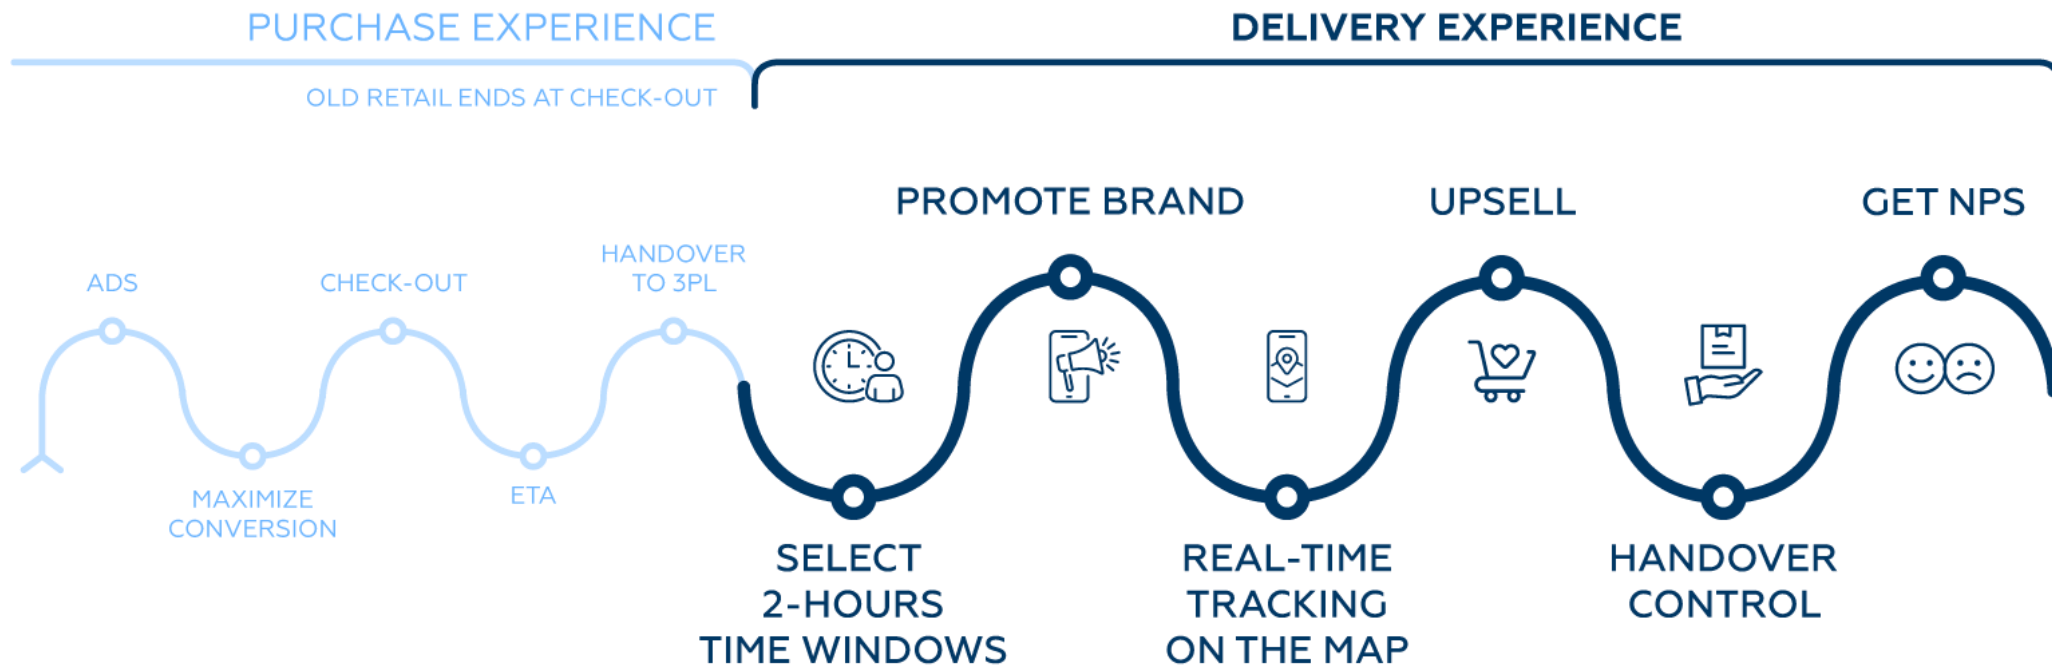 PURCHASE EXPERIENCE
OLD RETAIL ENDS AT CHECK-OUT
DELIVERY EXPERIENCE
ADS
MAXIMIZE
CONVERSION
CHECK-OUT
ETA
HANDOVER
TO 3PL
SELECT
2-HOURS
TIME WINDOWS
PROMOTE BRAND
REAL-TIME
TRACKING
ON THE MAP
UPSELL
HANDOVER
CONTROL
GET NPS